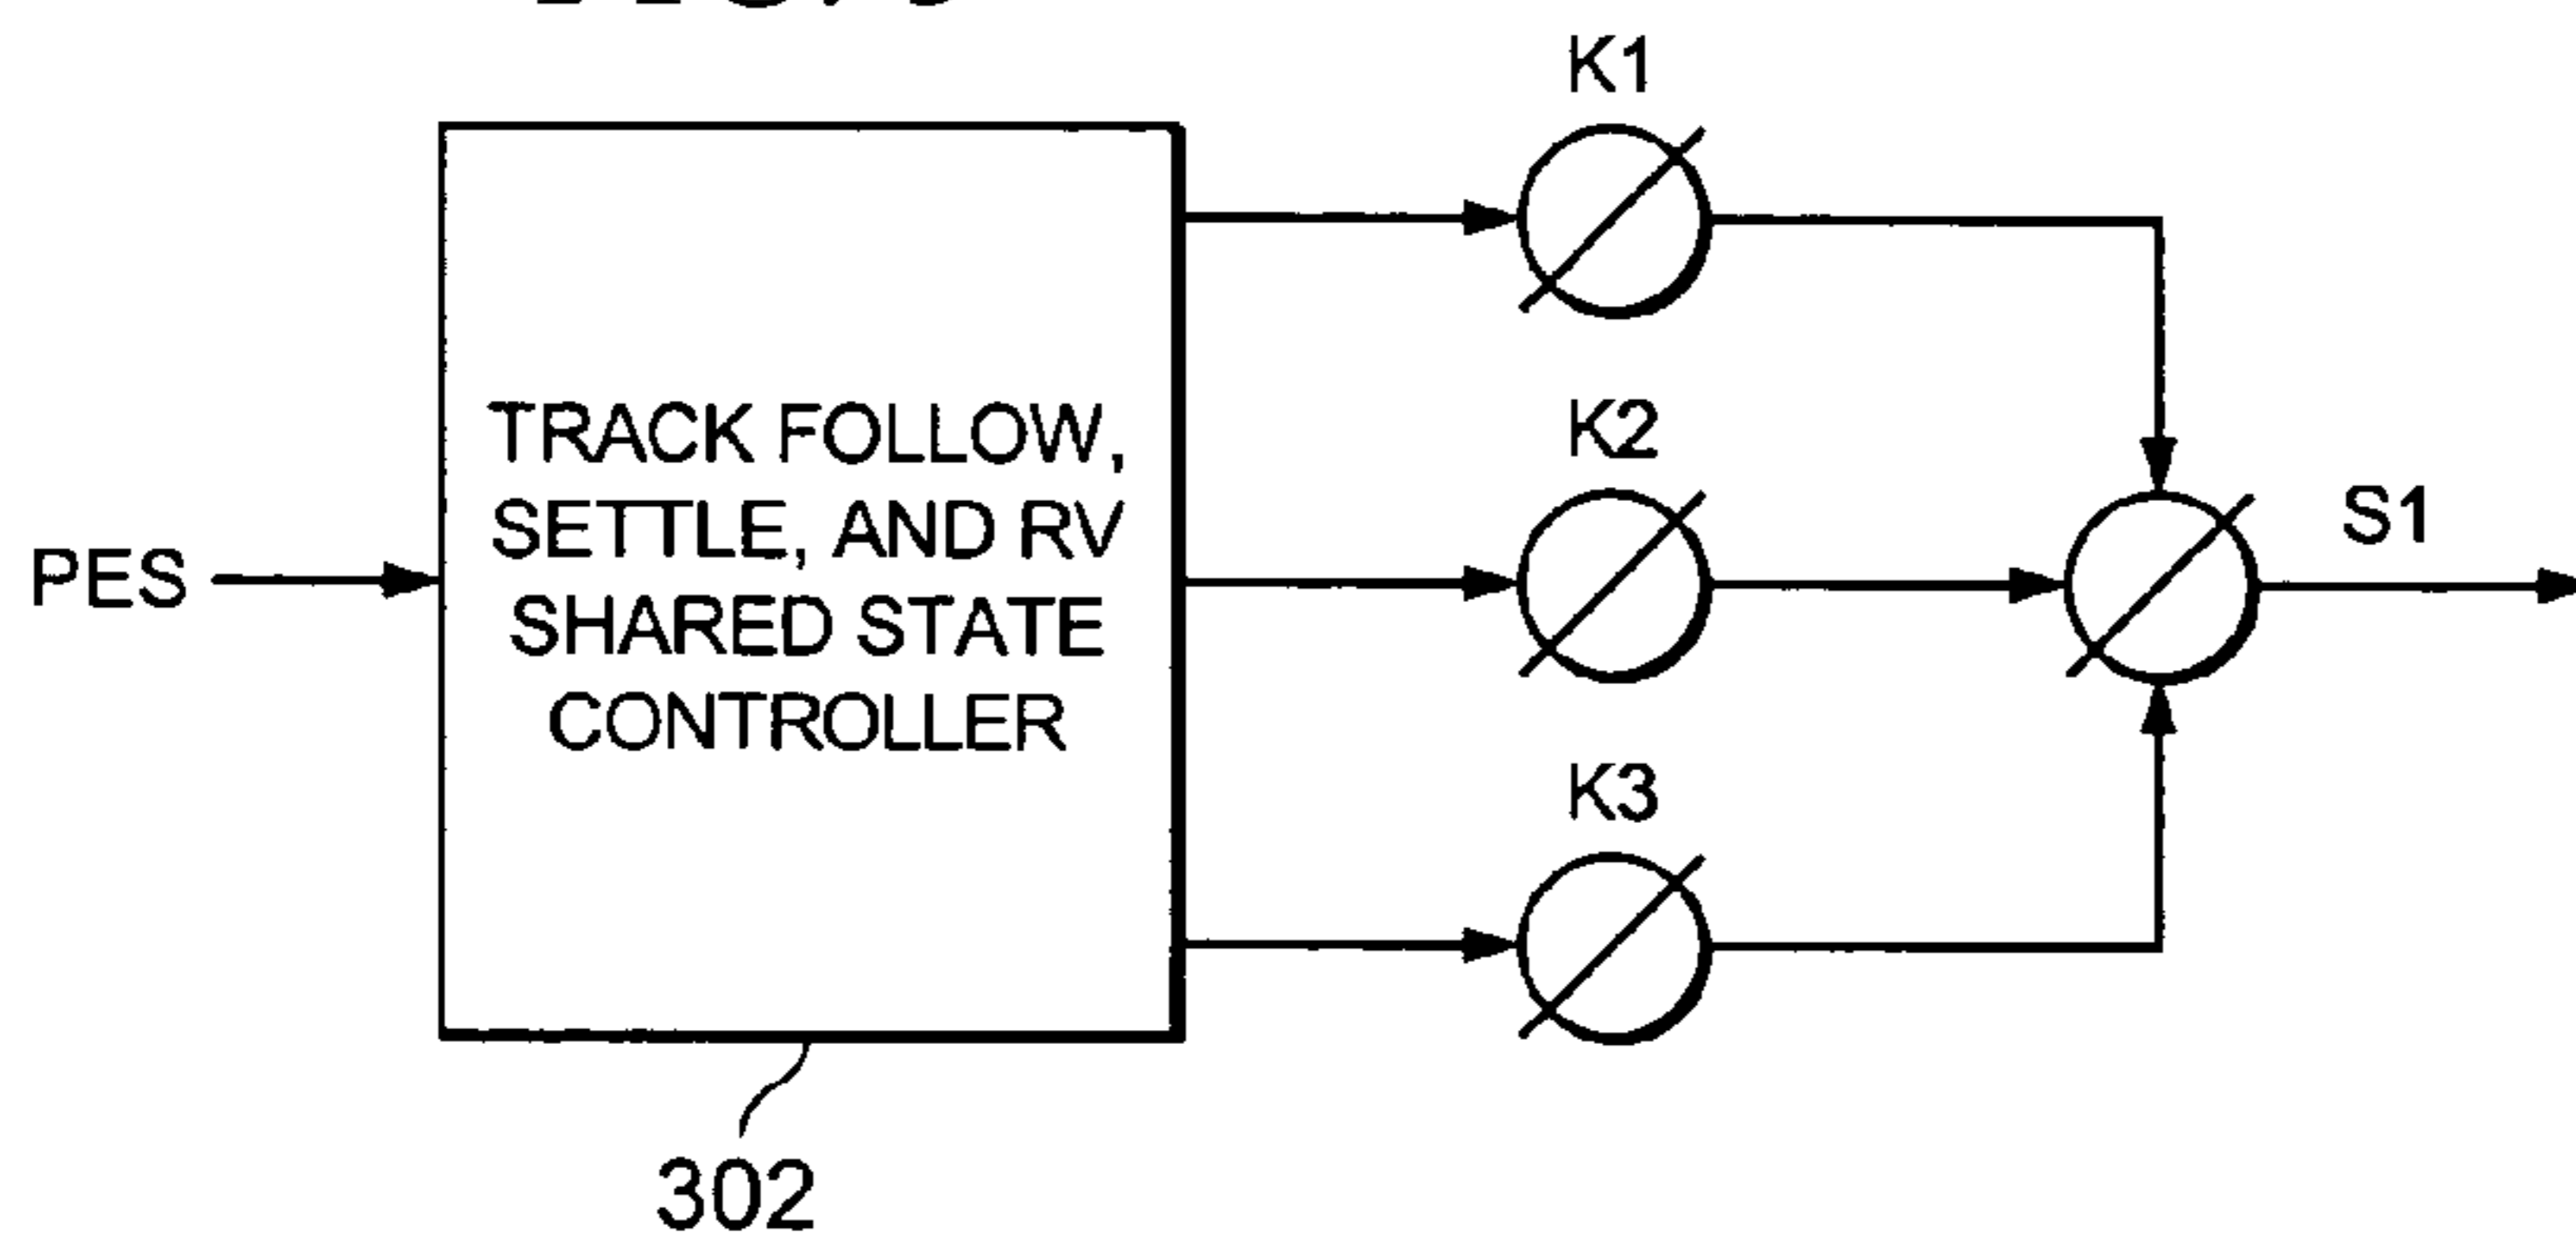 K1
TRACK FOLLOW,
SETTLE, AND RV
SHARED STATE
CONTROLLER
PES
K2
S1
K3
302